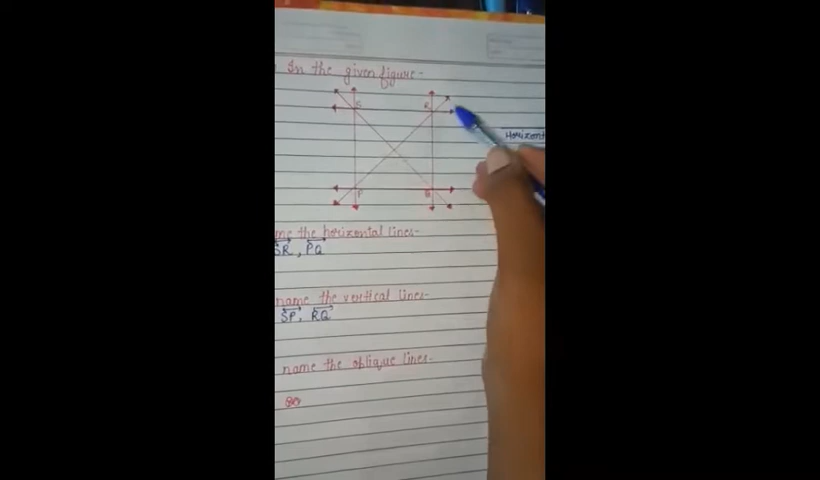 In the given figure-
S R
Horizont
P Q
me the horizontal lines-
SR, PQ
name the vertical lines-
SP, RQ
name the oblique lines-